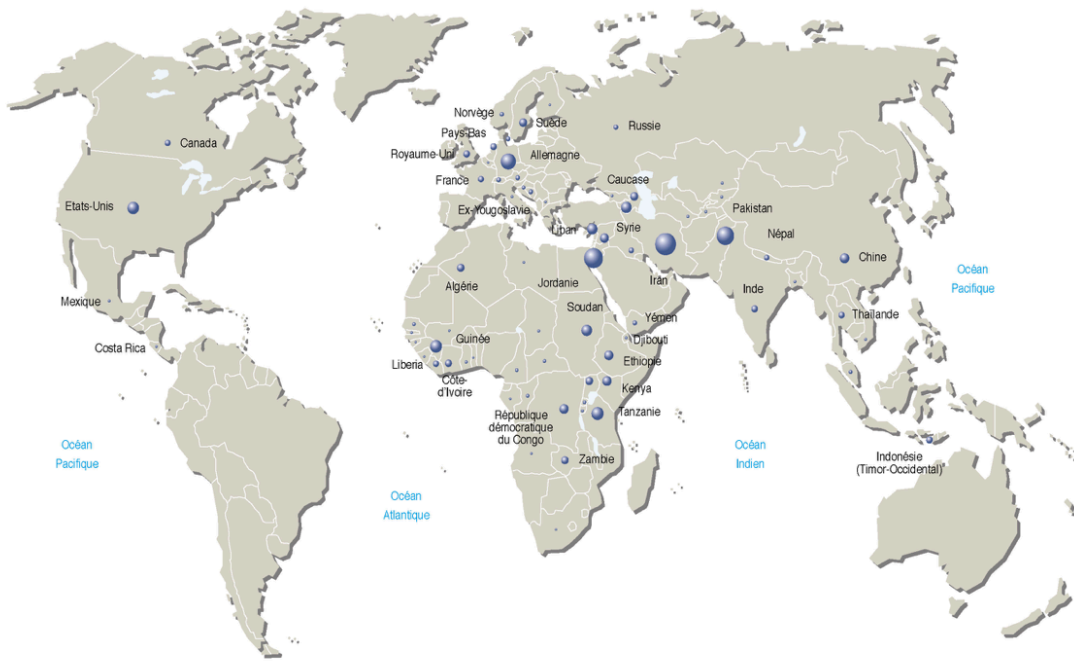 Norvège
Suède
Pays-Bas
Russie
Canada
Royaume-Uni
Allemagne
France
Caucase
Etats-Unis
Ex-Yougoslavie
Pakistan
Liban
Syrie
Népal
Chine
Océan
Pacifique
Algérie
Jordanie
Iran
Inde
Mexique
Soudan
Yémen
Thaïlande
Costa Rica
Guinée
Djibouti
Liberia
Ethiopie
Côte-
d'Ivoire
Kenya
République
démocratique
du Congo
Tanzanie
Océan
Pacifique
Océan
Indien
Zambie
Indonésie
(Timor-Occidental)
Océan
Atlantique